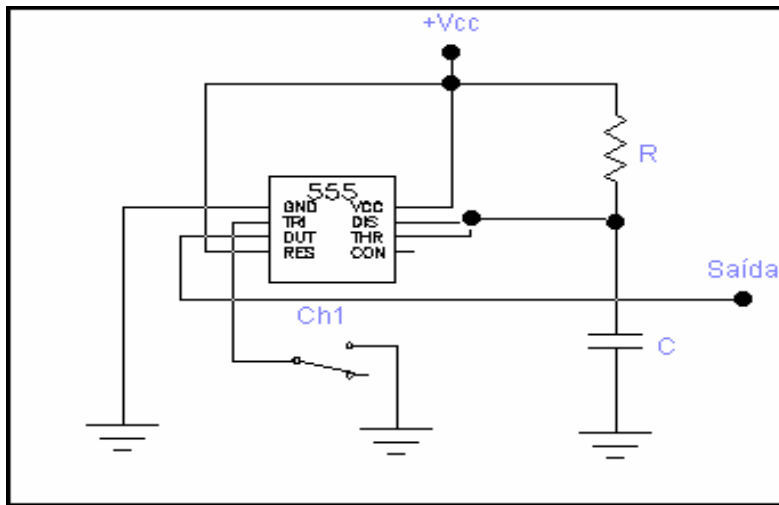 +Vcc
R
555
GND VCC
TRI DIS
OUT THR
RES CON
Saída
Ch1
C